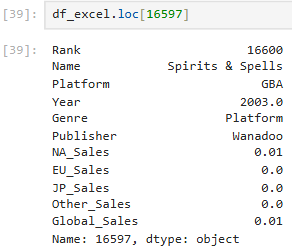 [39]: df_excel.loc[16597]
[39]: Rank 16600
Name Spirits & Spells
Platform GBA
Year 2003.0
Genre Platform
Publisher Wanadoo
NA_Sales 0.01
EU_Sales 0.0
JP_Sales 0.0
Other_Sales 0.0
Global_Sales 0.01
Name: 16597, dtype: object